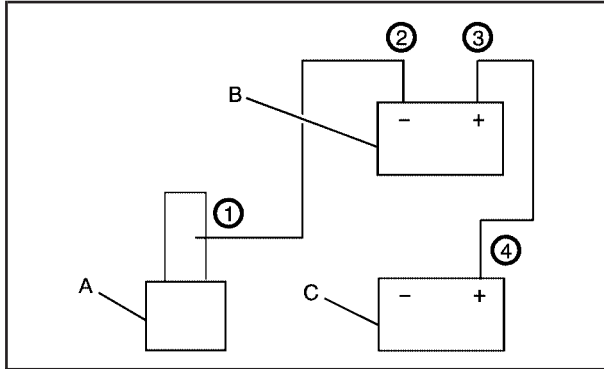 ② ③
B
− +
①
④
A
C
− +